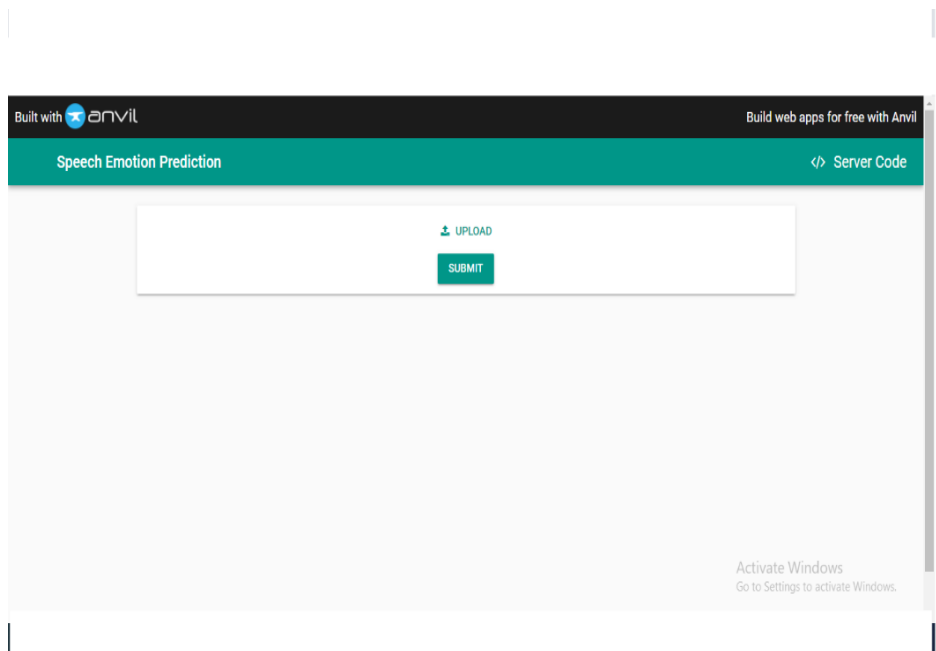 Built with anvil Build web apps for free with Anvil
Speech Emotion Prediction </> Server Code
UPLOAD
SUBMIT
Activate Windows
Go to Settings to activate Windows.